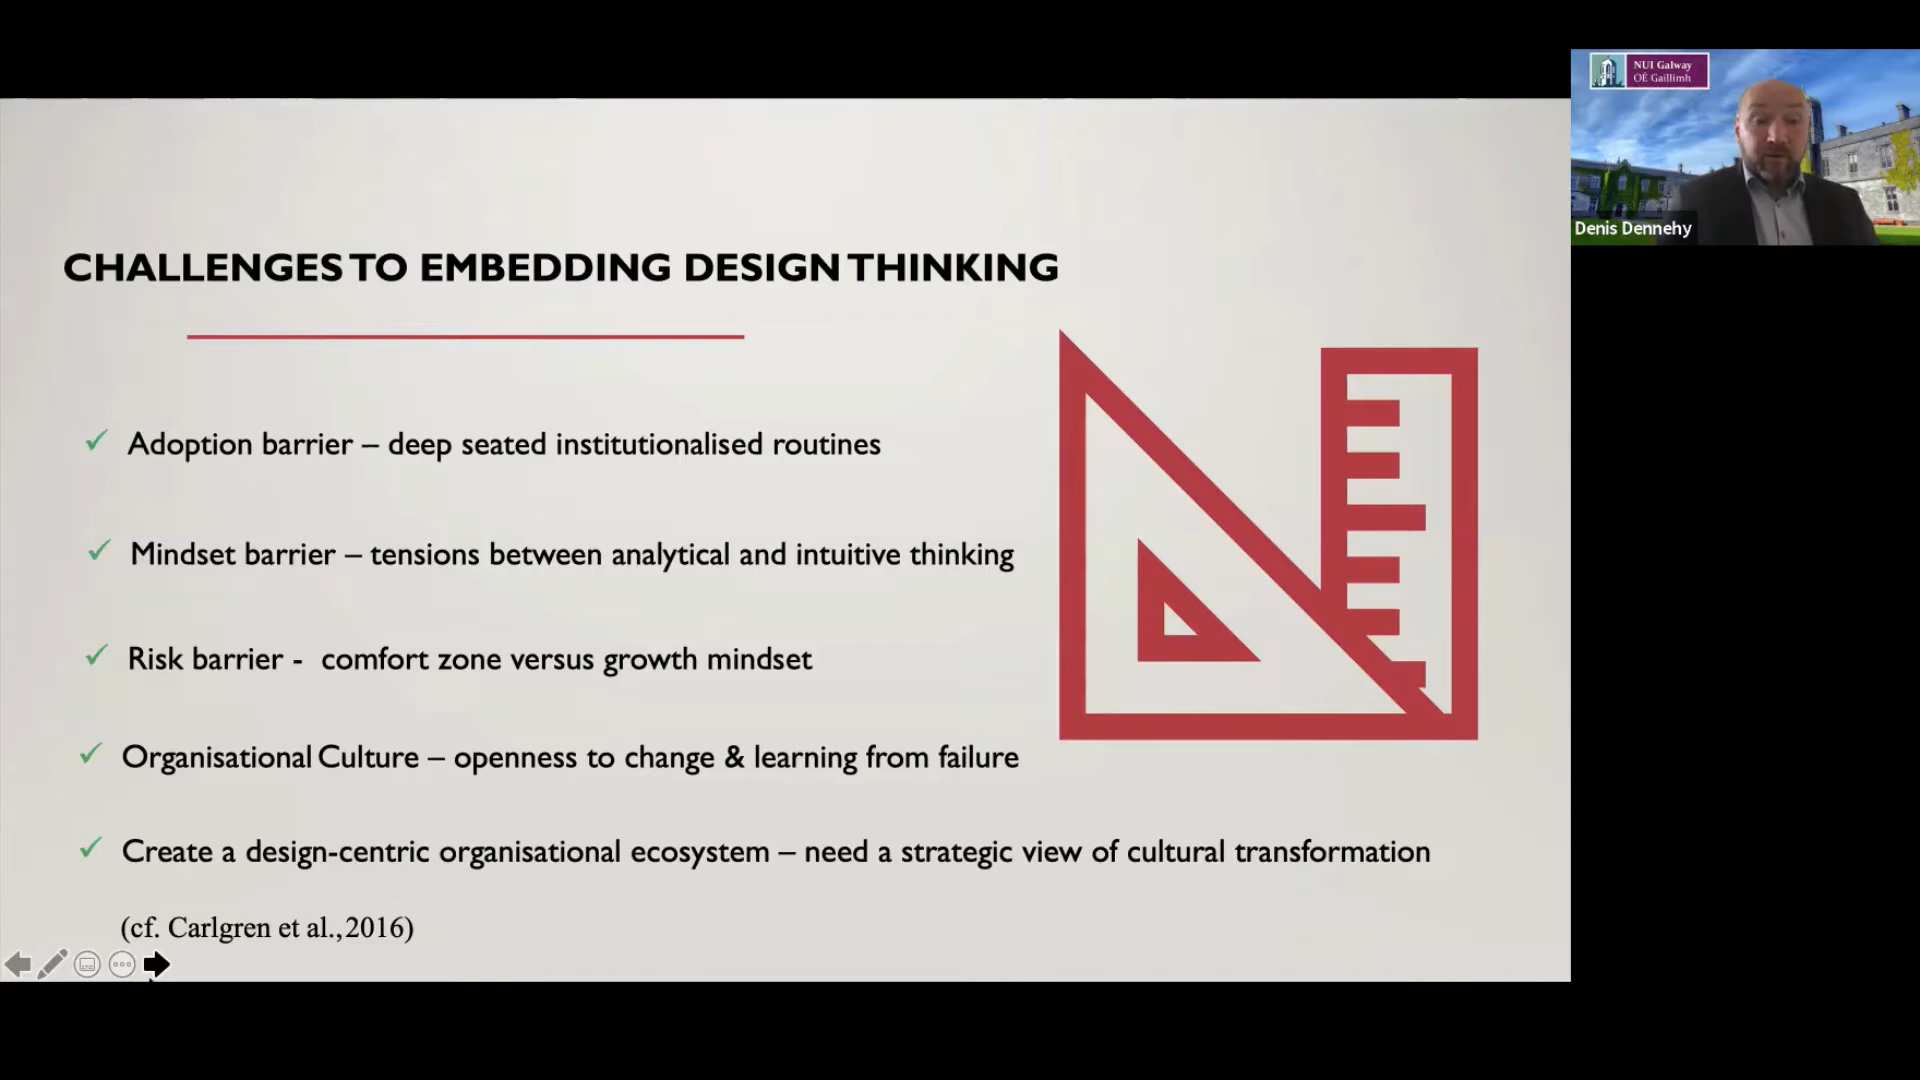 NUI Galway
OÉ Gaillimh
Denis Dennehy
CHALLENGES TO EMBEDDING DESIGN THINKING
Adoption barrier – deep seated institutionalised routines
Mindset barrier – tensions between analytical and intuitive thinking
Risk barrier - comfort zone versus growth mindset
Organisational Culture – openness to change & learning from failure
Create a design-centric organisational ecosystem – need a strategic view of cultural transformation
(cf. Carlgren et al., 2016)